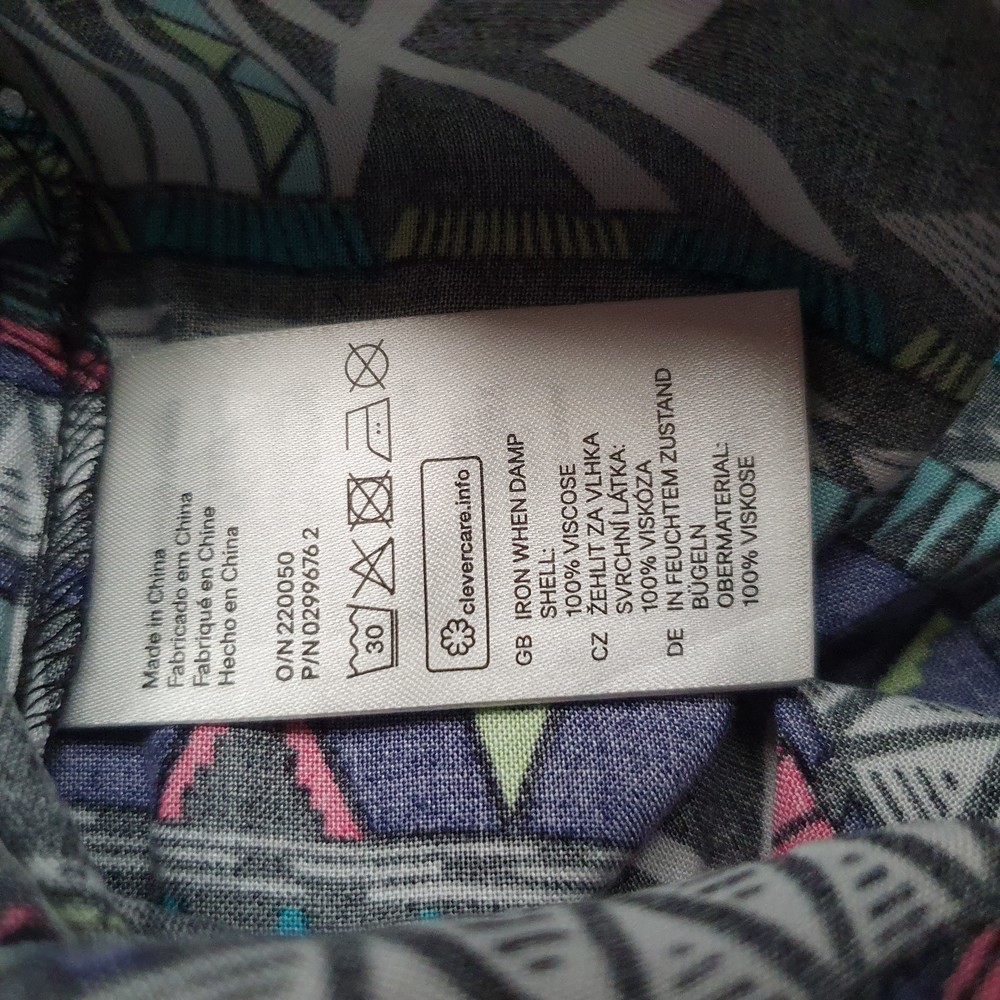 Made in China
Fabricado em China
Fabriqué en Chine
Hecho en China
O/N 220050
P/N 0299676 2
30
clevercare.info
GB IRON WHEN DAMP
SHELL:
100% VISCOSE
CZ ŽEHLIT ZA VLHKA
SVRCHNÍ LÁTKA:
100% VISKÓZA
DE IN FEUCHTEM ZUSTAND
BÜGELN
OBERMATERIAL:
100% VISKOSE